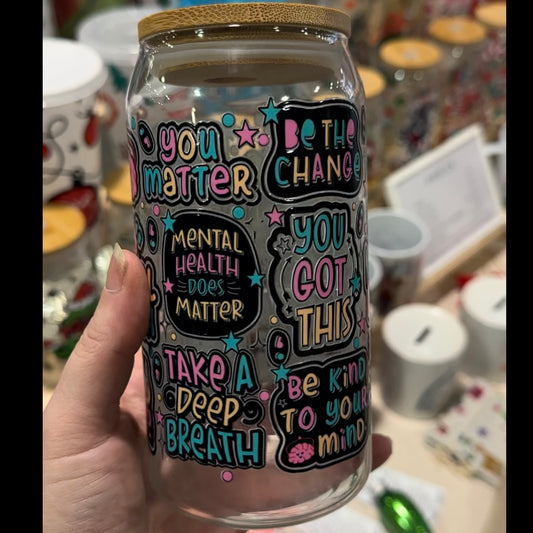 you
matter
Be the
change
mental
health
does
matter
you
got
this
take a
deep
breath
Be kind
to your
mind